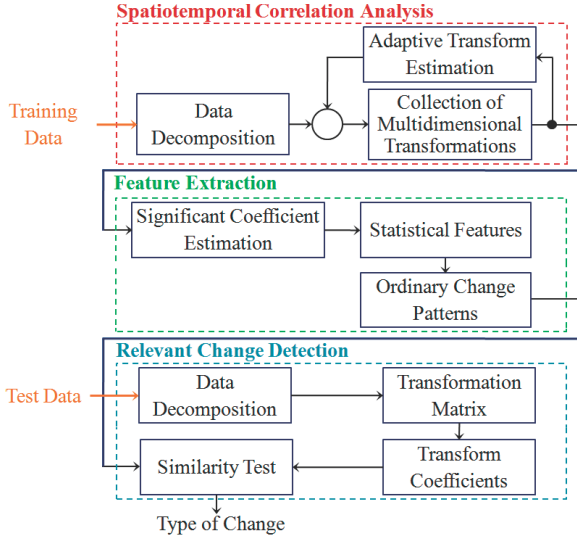 Spatiotemporal Correlation Analysis
Adaptive Transform
Estimation
Training
Data
Data
Decomposition
Collection of
Multidimensional
Transformations
Feature Extraction
Significant Coefficient
Estimation
Statistical Features
Ordinary Change
Patterns
Relevant Change Detection
Test Data
Data
Decomposition
Transformation
Matrix
Similarity Test
Transform
Coefficients
Type of Change